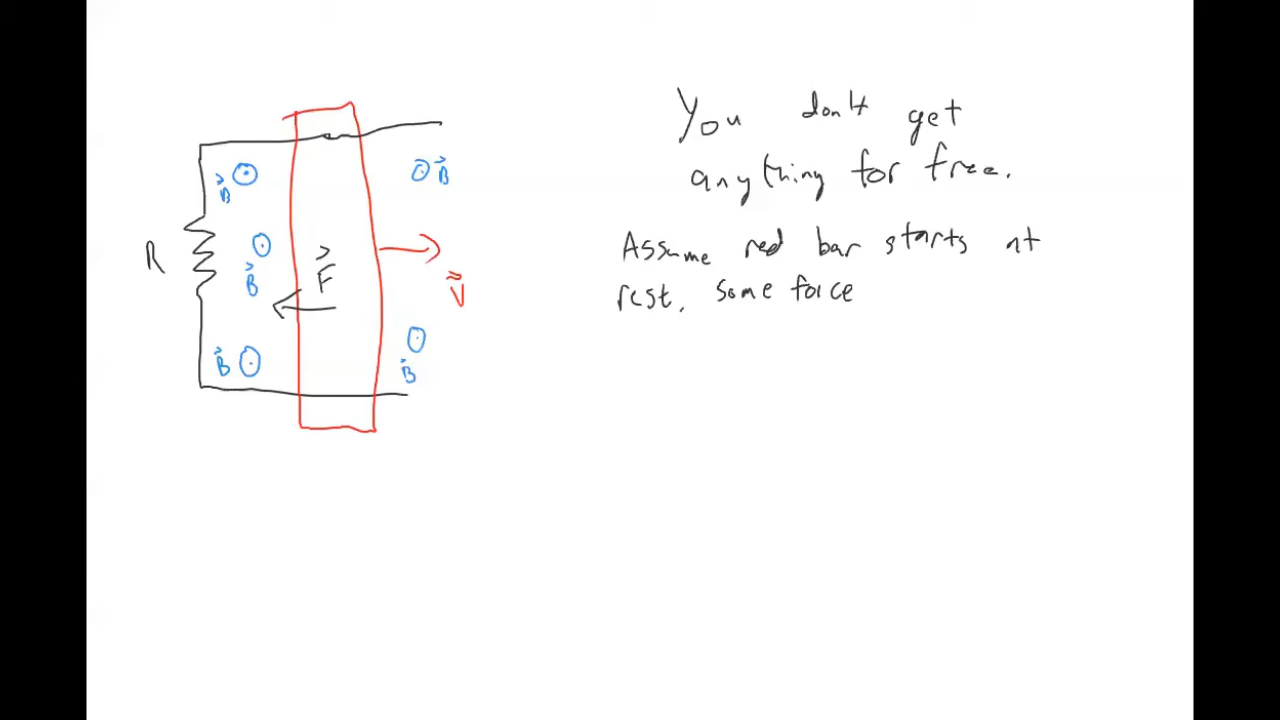 You don't get
anything for free.
Assume red bar starts at
rest. Some force
B
B
R
B
F
V
B
B